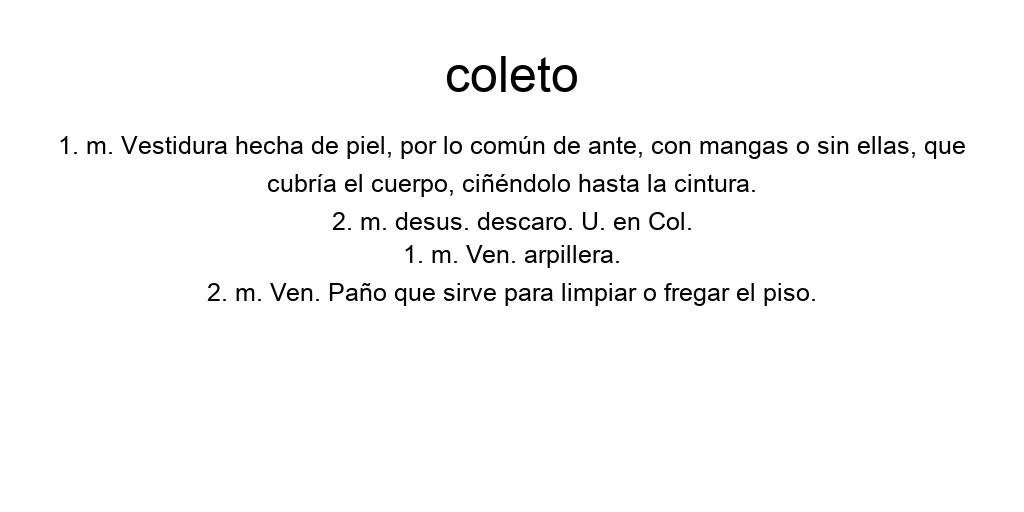 coleto
1. m. Vestidura hecha de piel, por lo común de ante, con mangas o sin ellas, que
cubría el cuerpo, ciñéndolo hasta la cintura.
2. m. desus. descaro. U. en Col.
1. m. Ven. arpillera.
2. m. Ven. Paño que sirve para limpiar o fregar el piso.